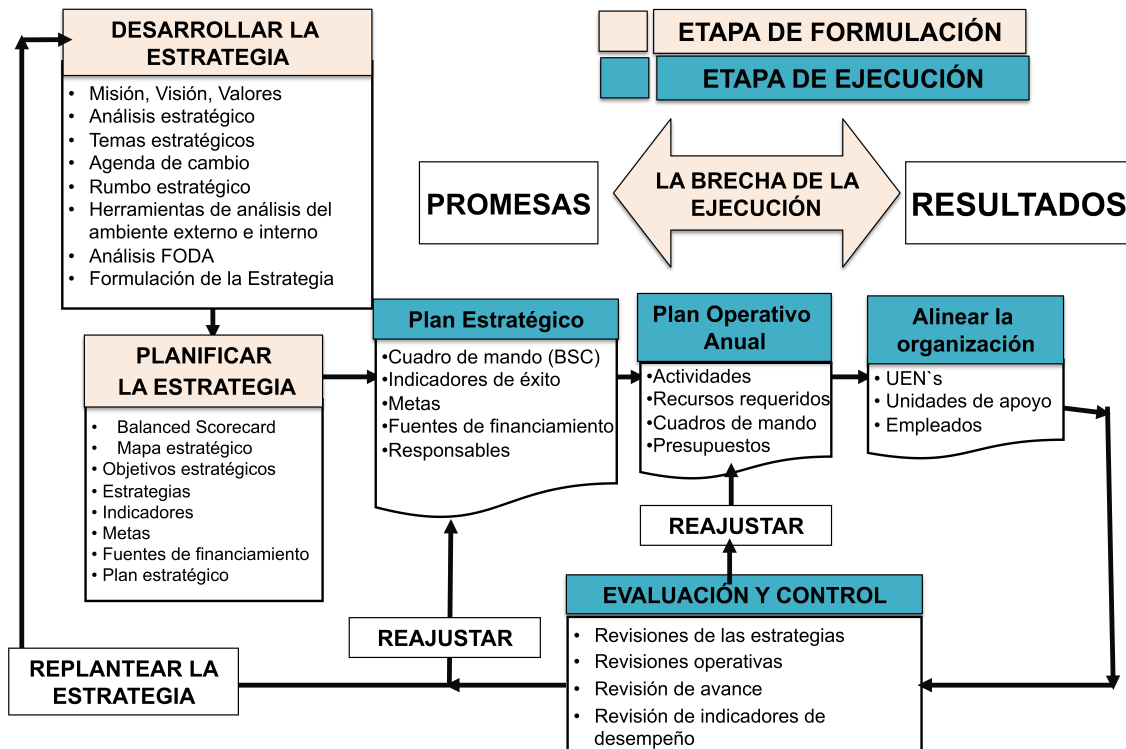 DESARROLLAR LA
ESTRATEGIA
• Misión, Visión, Valores
• Análisis estratégico
• Temas estratégicos
• Agenda de cambio
• Rumbo estratégico
• Herramientas de análisis del
ambiente externo e interno
• Análisis FODA
• Formulación de la Estrategia
ETAPA DE FORMULACIÓN
ETAPA DE EJECUCIÓN
PROMESAS
LA BRECHA DE LA
EJECUCIÓN
RESULTADOS
PLANIFICAR
LA ESTRATEGIA
• Balanced Scorecard
• Mapa estratégico
• Objetivos estratégicos
• Estrategias
• Indicadores
• Metas
• Fuentes de financiamiento
• Plan estratégico
Plan Estratégico
•Cuadro de mando (BSC)
•Indicadores de éxito
•Metas
•Fuentes de financiamiento
•Responsables
Plan Operativo
Anual
•Actividades
•Recursos requeridos
•Cuadros de mando
•Presupuestos
Alinear la
organización
• UEN`s
• Unidades de apoyo
• Empleados
REAJUSTAR
EVALUACIÓN Y CONTROL
• Revisiones de las estrategias
• Revisiones operativas
• Revisión de avance
• Revisión de indicadores de
desempeño
REAJUSTAR
REPLANTEAR LA
ESTRATEGIA